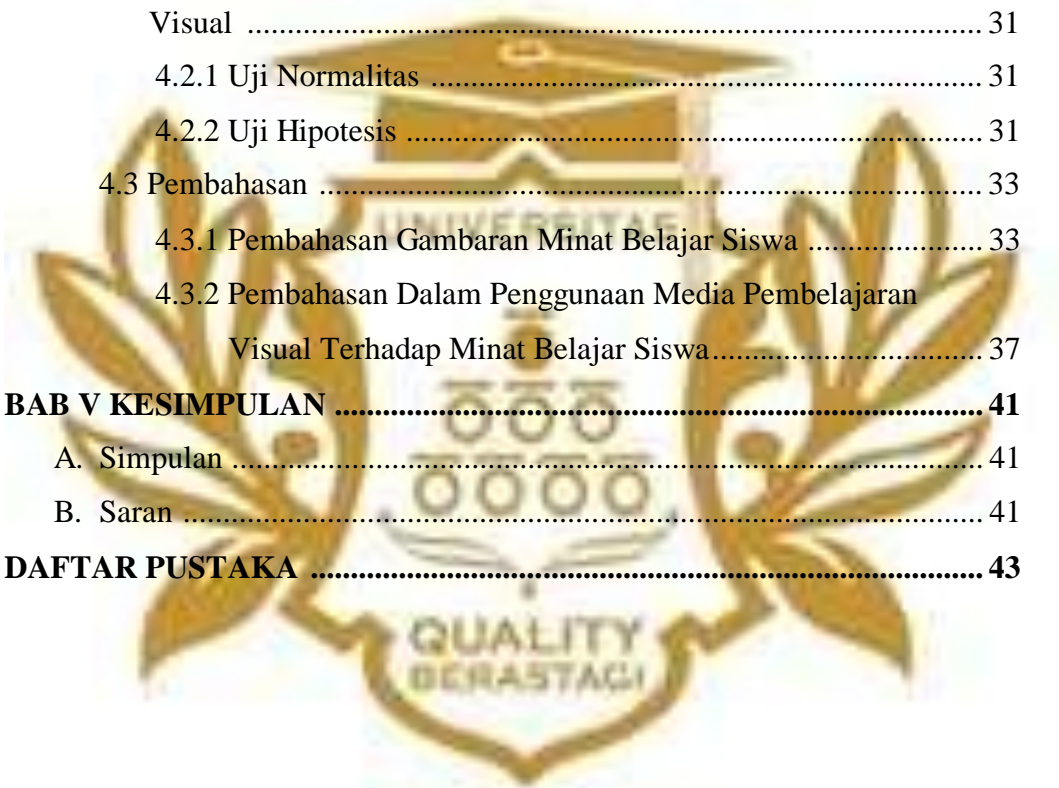 Visual ............................................................................................ 31
4.2.1 Uji Normalitas ..................................................................... 31
4.2.2 Uji Hipotesis ........................................................................ 31
4.3 Pembahasan ................................................................................... 33
UNIVERSITAS
4.3.1 Pembahasan Gambaran Minat Belajar Siswa ...................... 33
4.3.2 Pembahasan Dalam Penggunaan Media Pembelajaran
Visual Terhadap Minat Belajar Siswa .................................. 37
BAB V KESIMPULAN ................................................................................. 41
A. Simpulan .............................................................................................. 41
B. Saran .................................................................................................... 41
DAFTAR PUSTAKA .................................................................................... 43
QUALITY
BERASTAGI